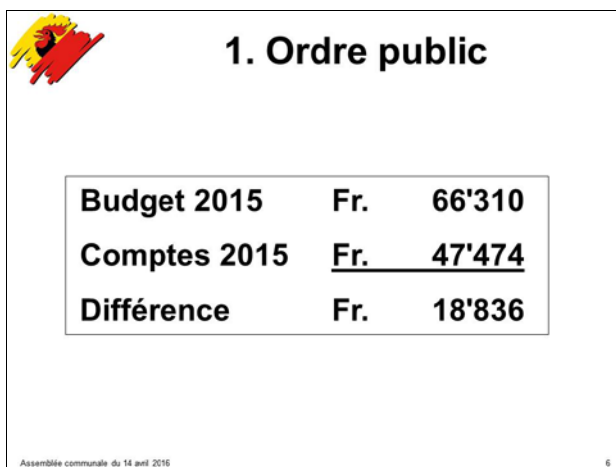 1. Ordre public
Budget 2015 Fr. 66'310
Comptes 2015 Fr. 47'474
Différence Fr. 18'836
Assemblée communale du 14 avril 2016 6